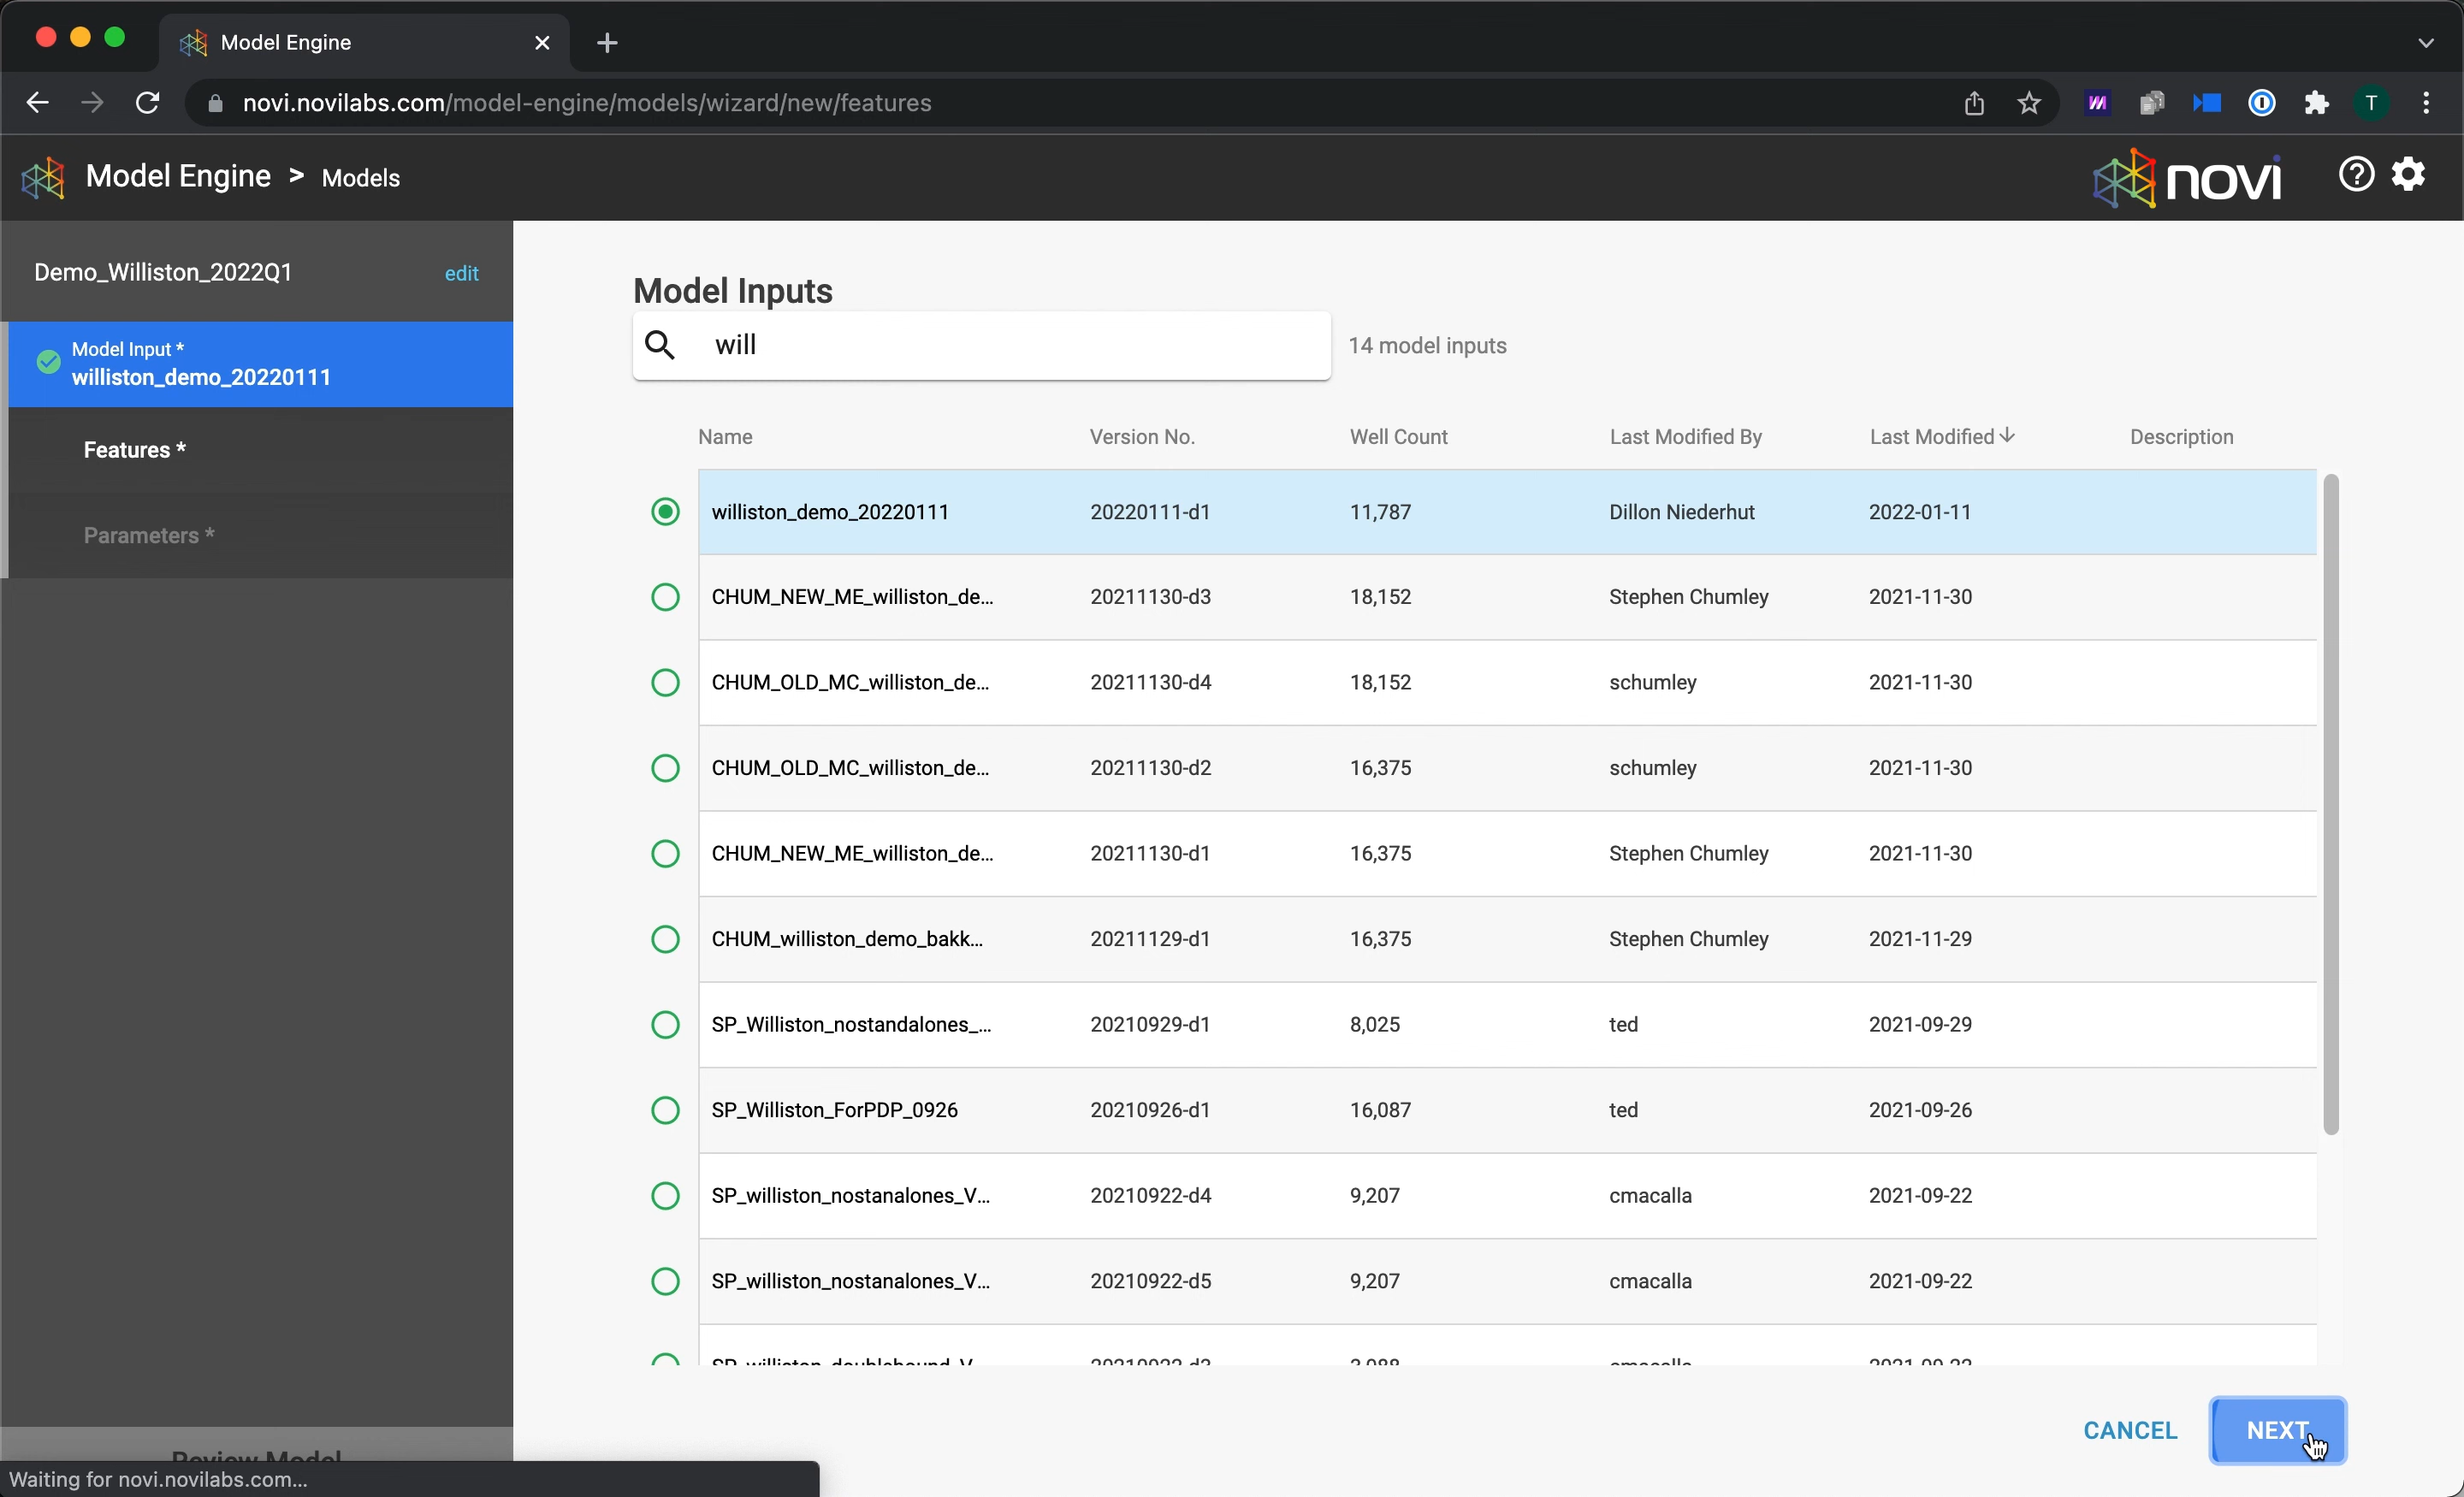 Model Engine
novi.novilabs.com/model-engine/models/wizard/new/features
T
Model Engine > Models
novi
Demo_Williston_2022Q1 edit
Model Input *
williston_demo_20220111
Features *
Parameters *
Model Inputs
will
14 model inputs
Name Version No. Well Count Last Modified By Last Modified Description
williston_demo_20220111 20220111-d1 11,787 Dillon Niederhut 2022-01-11
CHUM_NEW_ME_williston_de... 20211130-d3 18,152 Stephen Chumley 2021-11-30
CHUM_OLD_MC_williston_de... 20211130-d4 18,152 schumley 2021-11-30
CHUM_OLD_MC_williston_de... 20211130-d2 16,375 schumley 2021-11-30
CHUM_NEW_ME_williston_de... 20211130-d1 16,375 Stephen Chumley 2021-11-30
CHUM_williston_demo_bakk... 20211129-d1 16,375 Stephen Chumley 2021-11-29
SP_Williston_nostandalones_... 20210929-d1 8,025 ted 2021-09-29
SP_Williston_ForPDP_0926 20210926-d1 16,087 ted 2021-09-26
SP_williston_nostanalones_V... 20210922-d4 9,207 cmacalla 2021-09-22
SP_williston_nostanalones_V... 20210922-d5 9,207 cmacalla 2021-09-22
CANCEL NEXT
Review Model
Waiting for novi.novilabs.com...